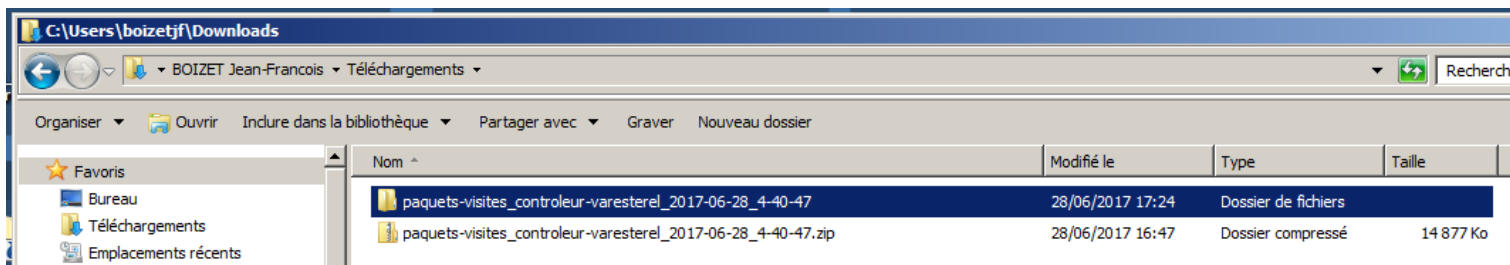 C:\Users\boizetjf\Downloads
BOIZET Jean-Francois Téléchargements
Recherch
Organiser Ouvrir Inclure dans la bibliothèque Partager avec Graver Nouveau dossier
Favoris
Bureau
Téléchargements
Emplacements récents
Nom Modifié le Type Taille
paquets-visites_controleur-varesterel_2017-06-28_4-40-47 28/06/2017 17:24 Dossier de fichiers
paquets-visites_controleur-varesterel_2017-06-28_4-40-47.zip 28/06/2017 16:47 Dossier compressé 14 877 Ko